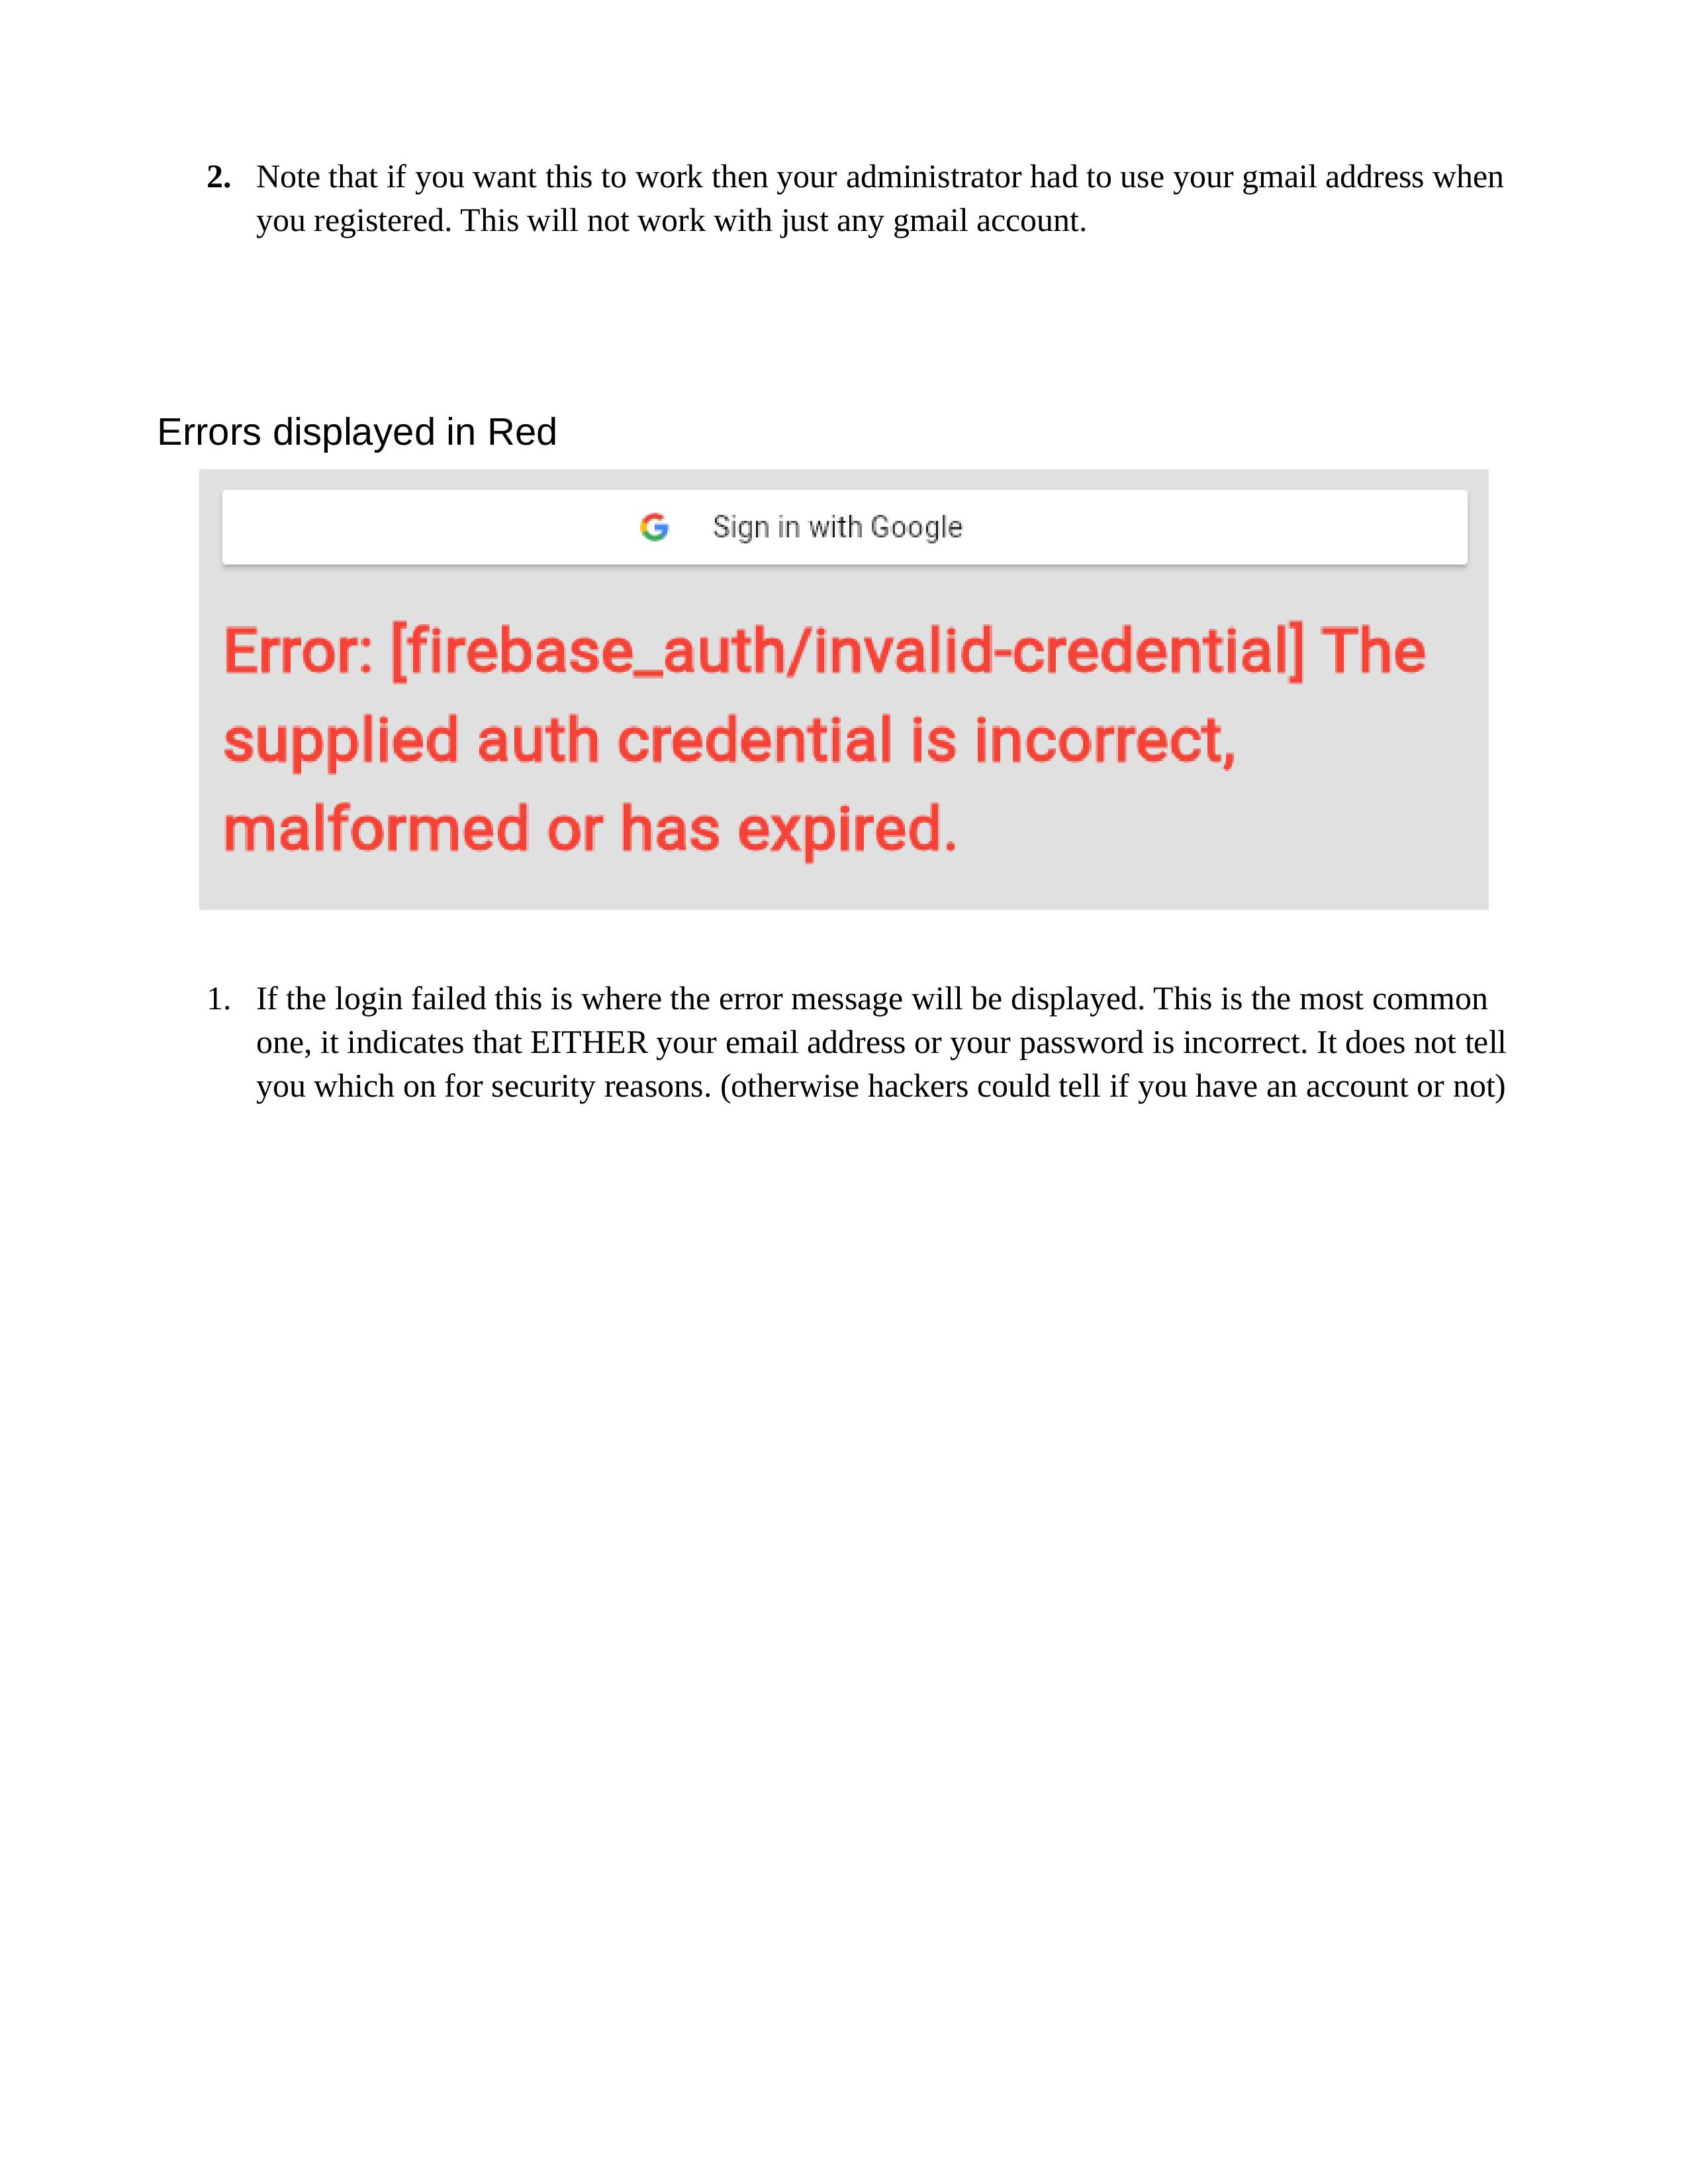 2. Note that if you want this to work then your administrator had to use your gmail address when
you registered. This will not work with just any gmail account.
Errors displayed in Red
Sign in with Google
Error: [firebase_auth/invalid-credential] The
supplied auth credential is incorrect,
malformed or has expired.
1. If the login failed this is where the error message will be displayed. This is the most common
one, it indicates that EITHER your email address or your password is incorrect. It does not tell
you which on for security reasons. (otherwise hackers could tell if you have an account or not)